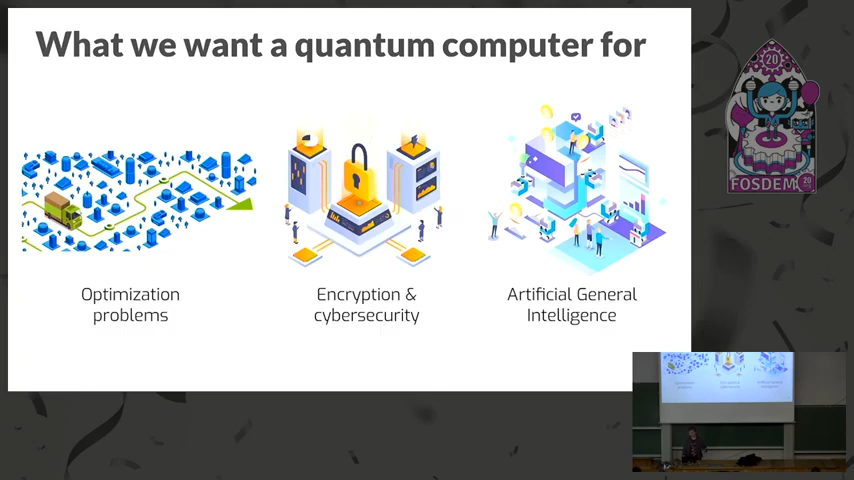 What we want a quantum computer for
Optimization
problems
Encryption &
cybersecurity
Artificial General
Intelligence
20
FOSDEM